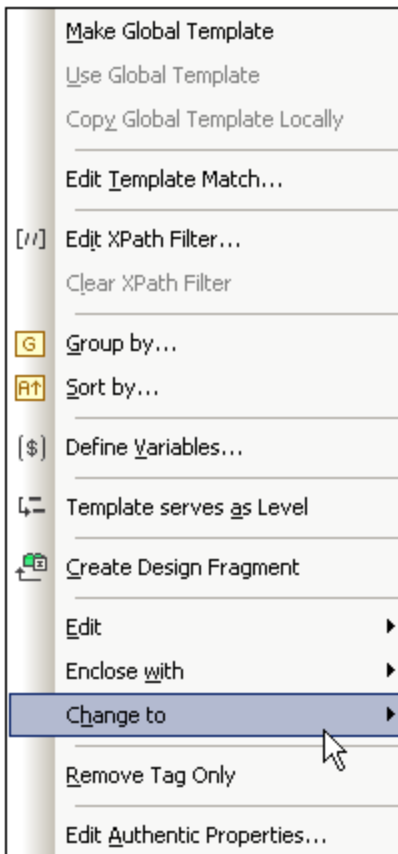 Make Global Template
Use Global Template
Copy Global Template Locally
Edit Template Match...
[//] Edit XPath Filter...
Clear XPath Filter
G Group by...
A↑ Sort by...
($) Define Variables...
Template serves as Level
Create Design Fragment
Edit
Enclose with
Change to
Remove Tag Only
Edit Authentic Properties...